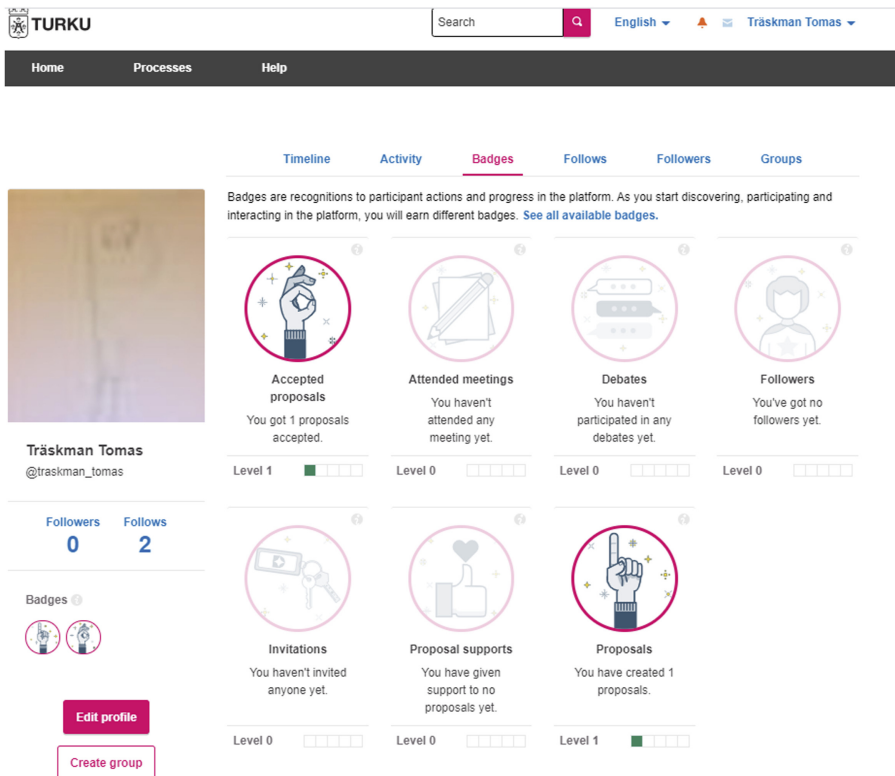 TURKU
Search
English
Träskman Tomas
Home Processes Help
Timeline Activity Badges Follows Followers Groups
Badges are recognitions to participant actions and progress in the platform. As you start discovering, participating and
interacting in the platform, you will earn different badges. See all available badges.
Accepted
proposals
You got 1 proposals
accepted.
Level 1
Attended meetings
You haven't
attended any
meeting yet.
Level 0
Debates
You haven't
participated in any
debates yet.
Level 0
Followers
You've got no
followers yet.
Level 0
Träskman Tomas
@traskman_tomas
Followers Follows
0 2
Badges
Edit profile
Create group
Invitations
You haven't invited
anyone yet.
Level 0
Proposal supports
You have given
support to no
proposals yet.
Level 0
Proposals
You have created 1
proposals.
Level 1